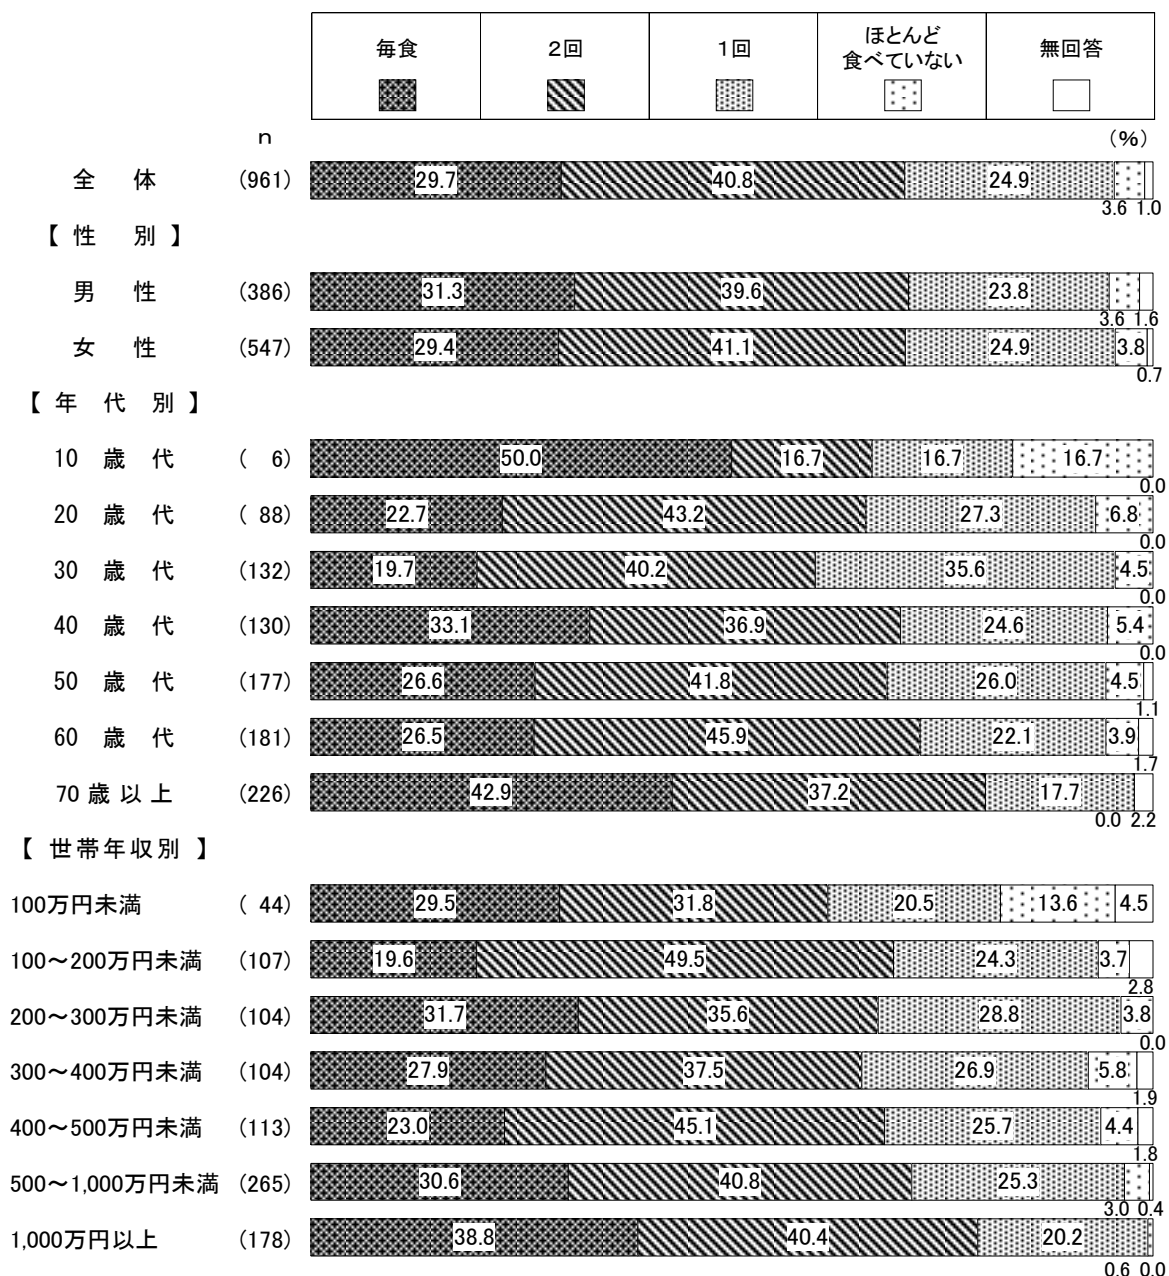 毎食 2回 1回 ほとんど食べていない 無回答
n (%)
全体 (961) 29.7 40.8 24.9 3.6 1.0
【性別】
男性 (386) 31.3 39.6 23.8 3.6 1.6
女性 (547) 29.4 41.1 24.9 3.8 0.7
【年代別】
10歳代 (6) 50.0 16.7 16.7 16.7 0.0
20歳代 (88) 22.7 43.2 27.3 6.8 0.0
30歳代 (132) 19.7 40.2 35.6 4.5 0.0
40歳代 (130) 33.1 36.9 24.6 5.4 0.0
50歳代 (177) 26.6 41.8 26.0 4.5 1.1
60歳代 (181) 26.5 45.9 22.1 3.9 1.7
70歳以上 (226) 42.9 37.2 17.7 0.0 2.2
【世帯年収別】
100万円未満 (44) 29.5 31.8 20.5 13.6 4.5
100～200万円未満 (107) 19.6 49.5 24.3 3.7 2.8
200～300万円未満 (104) 31.7 35.6 28.8 3.8 0.0
300～400万円未満 (104) 27.9 37.5 26.9 5.8 1.9
400～500万円未満 (113) 23.0 45.1 25.7 4.4 1.8
500～1,000万円未満 (265) 30.6 40.8 25.3 3.0 0.4
1,000万円以上 (178) 38.8 40.4 20.2 0.6 0.0